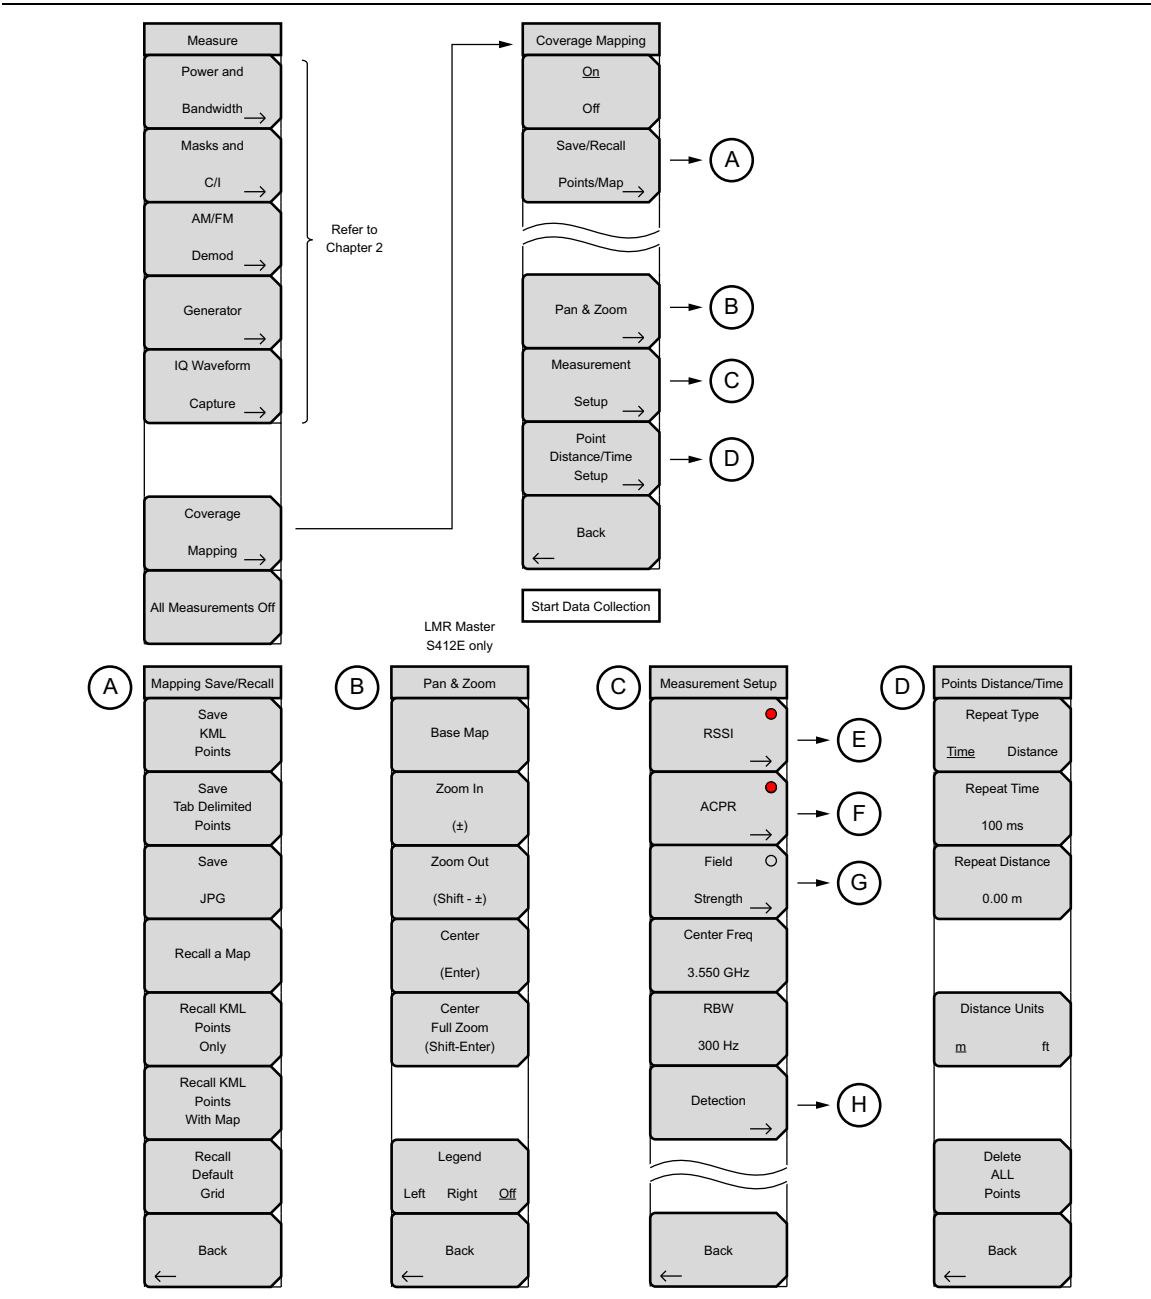 Measure
Power and
Bandwidth
Masks and
C/I
AM/FM
Demod
Generator
IQ Waveform
Capture
Coverage
Mapping
All Measurements Off
Refer to
Chapter 2
Coverage Mapping
On
Off
Save/Recall
Points/Map
A
Pan & Zoom
B
Measurement
Setup
C
Point
Distance/Time
Setup
D
Back
Start Data Collection
LMR Master
S412E only
A
Mapping Save/Recall
Save
KML
Points
Save
Tab Delimited
Points
Save
JPG
Recall a Map
Recall KML
Points
Only
Recall KML
Points
With Map
Recall
Default
Grid
Back
B
Pan & Zoom
Base Map
Zoom In
(±)
Zoom Out
(Shift - ±)
Center
(Enter)
Center
Full Zoom
(Shift-Enter)
Legend
Left Right Off
Back
C
Measurement Setup
RSSI
E
ACPR
F
Field
Strength
G
Center Freq
3.550 GHz
RBW
300 Hz
Detection
H
Back
D
Points Distance/Time
Repeat Type
Time Distance
Repeat Time
100 ms
Repeat Distance
0.00 m
Distance Units
m ft
Delete
ALL
Points
Back